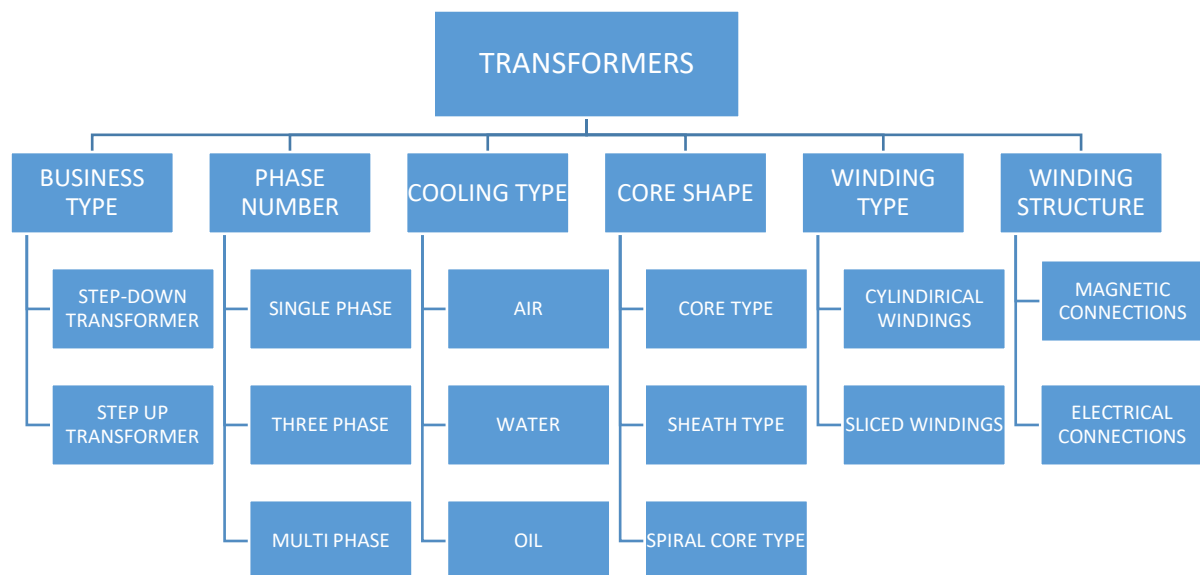 TRANSFORMERS
BUSINESS
TYPE
STEP-DOWN
TRANSFORMER
STEP UP
TRANSFORMER
PHASE
NUMBER
SINGLE PHASE
THREE PHASE
MULTI PHASE
COOLING TYPE
AIR
WATER
OIL
CORE SHAPE
CORE TYPE
SHEATH TYPE
SPIRAL CORE TYPE
WINDING
TYPE
CYLINDIRICAL
WINDINGS
SLICED WINDINGS
WINDING
STRUCTURE
MAGNETIC
CONNECTIONS
ELECTRICAL
CONNECTIONS